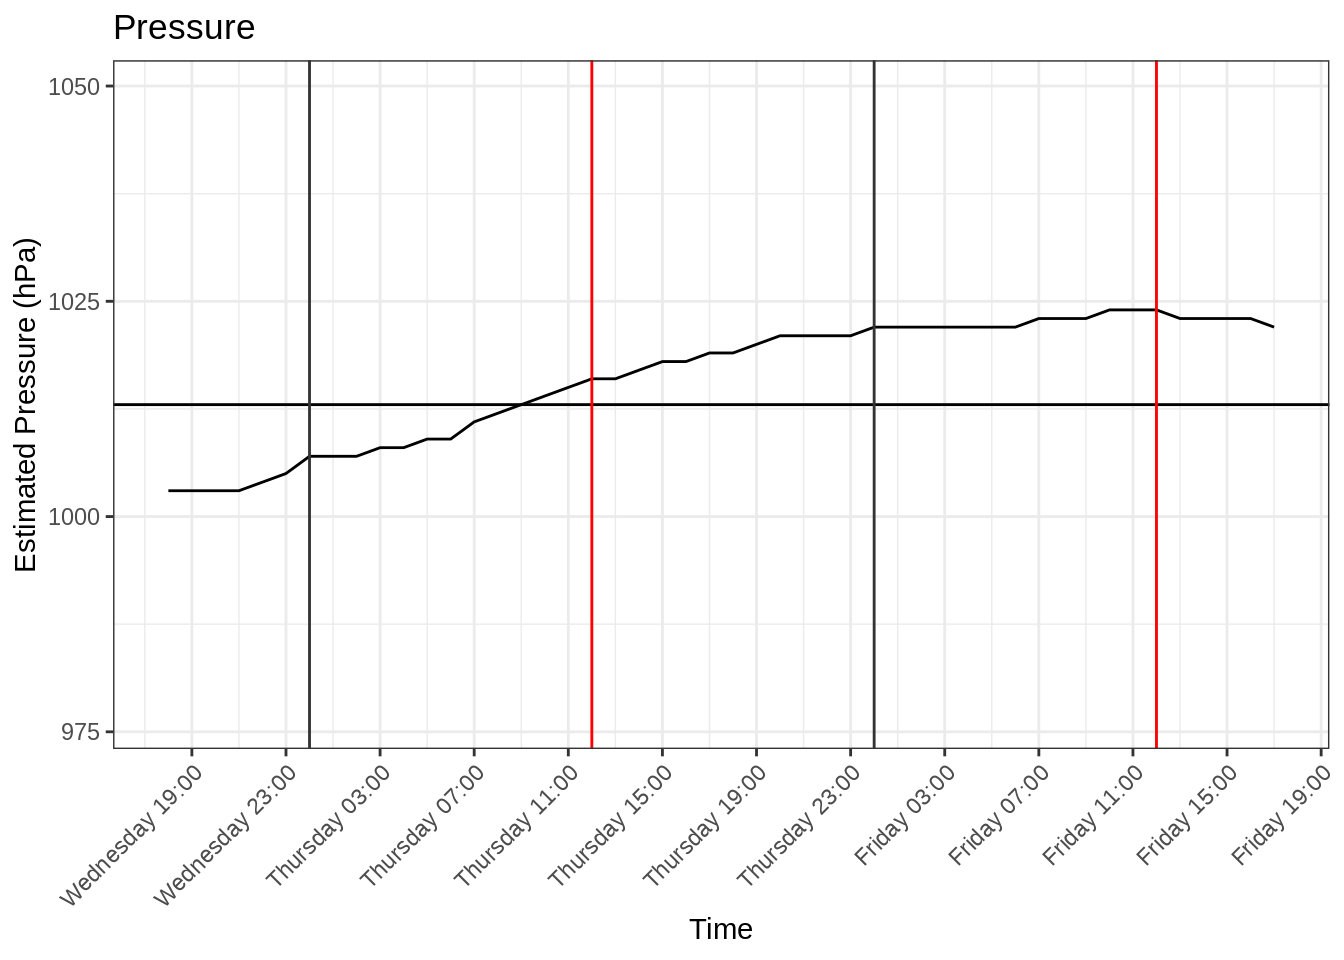 Pressure
Estimated Pressure (hPa)
1050
1025
1000
975
Wednesday 19:00
Wednesday 23:00
Thursday 03:00
Thursday 07:00
Thursday 11:00
Thursday 15:00
Thursday 19:00
Thursday 23:00
Friday 03:00
Friday 07:00
Friday 11:00
Friday 15:00
Friday 19:00
Time